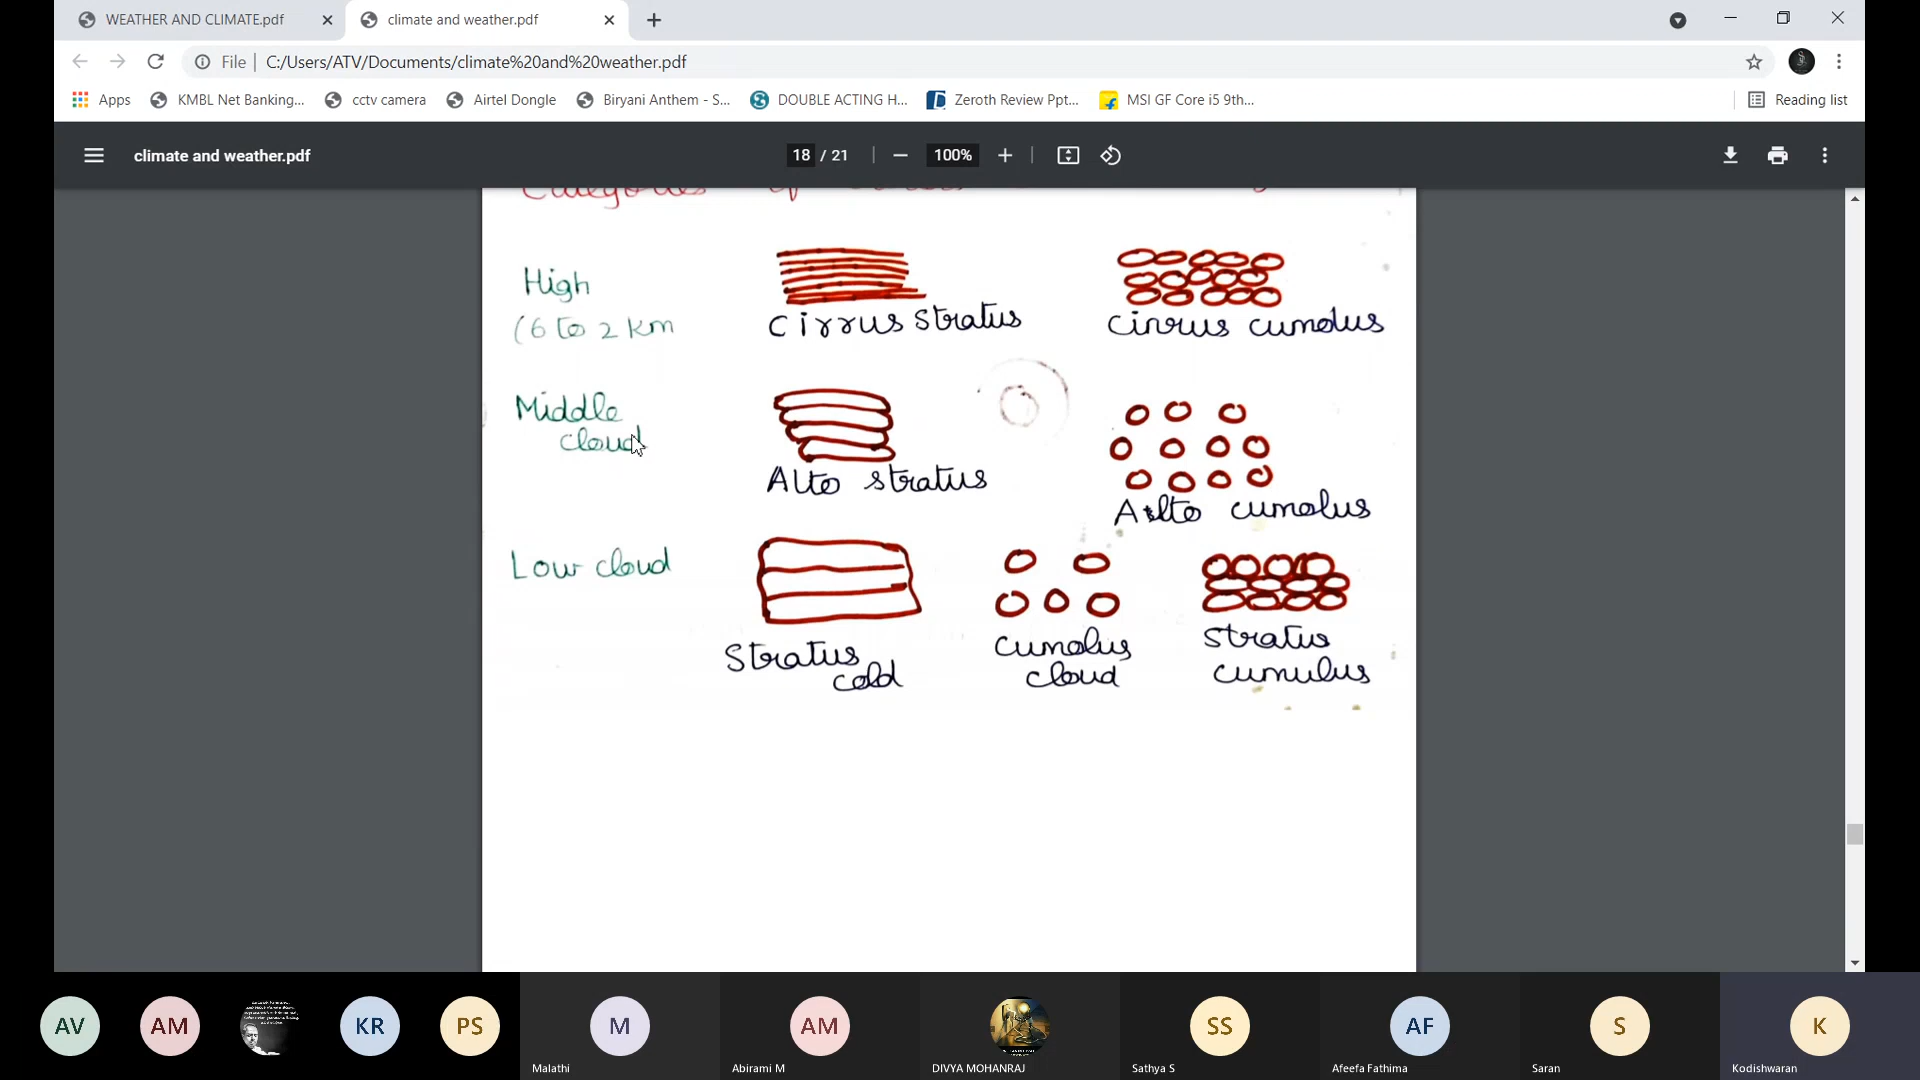 WEATHER AND CLIMATE.pdf
climate and weather.pdf
File C:/Users/ATV/Documents/climate%20and%20weather.pdf
Apps KMBL Net Banking... cctv camera Airtel Dongle Biryani Anthem - S... DOUBLE ACTING H... Zeroth Review Ppt... MSI GF Core i5 9th... Reading list
climate and weather.pdf 18 / 21 100%
Categories of
High
(6 to 2 km
Cirrus Stratus
Cirrus cumolus
Middle
cloud
Alto stratus
Alto cumolus
Low cloud
Stratus
cold
Cumolus
cloud
Stratus
cumulus
AV AM KR PS M AM SS AF S K
Malathi Abirami M DIVYA MOHANRAJ Sathya S Afeefa Fathima Saran Kodishwaran